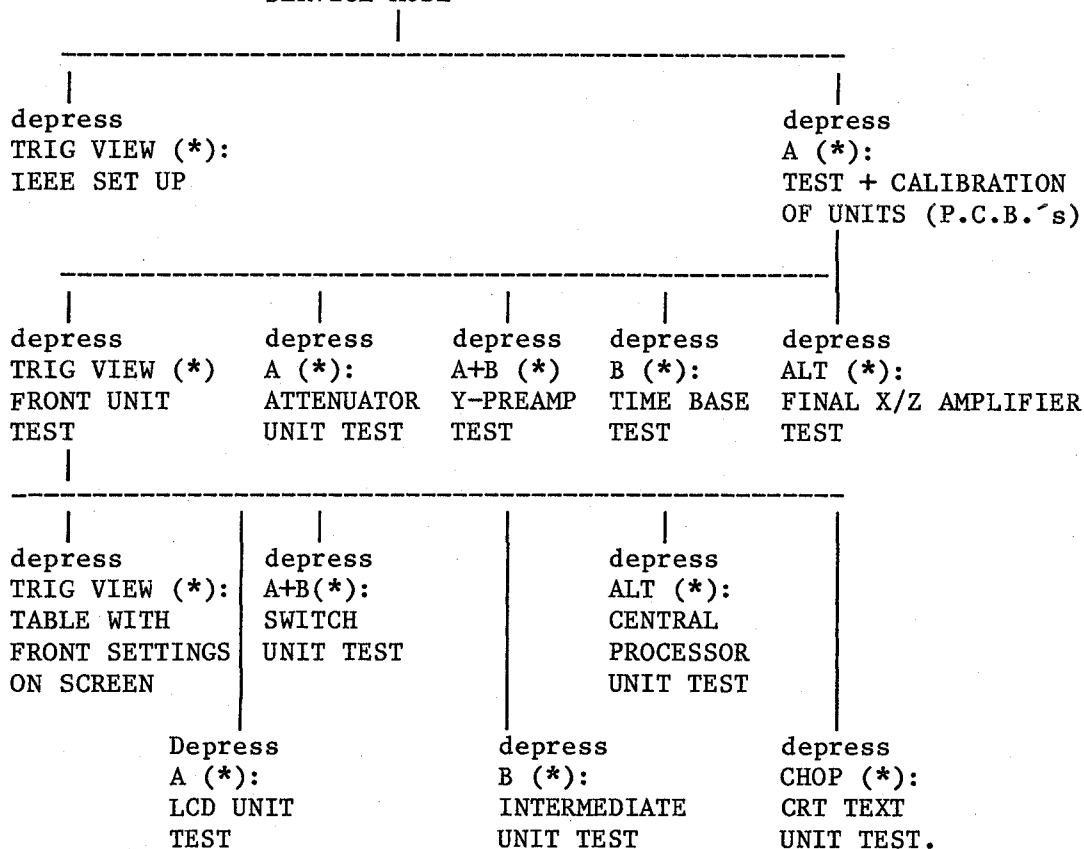 depress
TRIG VIEW (*):
IEEE SET UP
depress
A (*):
TEST + CALIBRATION
OF UNITS (P.C.B.´s)
depress
TRIG VIEW (*)
FRONT UNIT
TEST
depress
A (*):
ATTENUATOR
UNIT TEST
depress
A+B (*)
Y-PREAMP
TEST
depress
B (*):
TIME BASE
TEST
depress
ALT (*):
FINAL X/Z AMPLIFIER
TEST
depress
TRIG VIEW (*):
TABLE WITH
FRONT SETTINGS
ON SCREEN
Depress
A (*):
LCD UNIT
TEST
depress
A+B(*):
SWITCH
UNIT TEST
depress
B (*):
INTERMEDIATE
UNIT TEST
depress
ALT (*):
CENTRAL
PROCESSOR
UNIT TEST
depress
CHOP (*):
CRT TEXT
UNIT TEST.